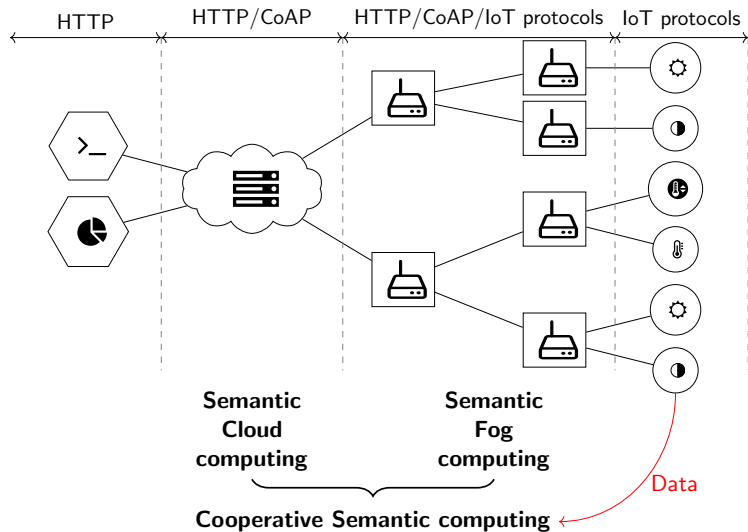 HTTP
HTTP/CoAP
HTTP/CoAP/IoT protocols
IoT protocols
Semantic
Cloud
computing
Semantic
Fog
computing
Data
Cooperative Semantic computing